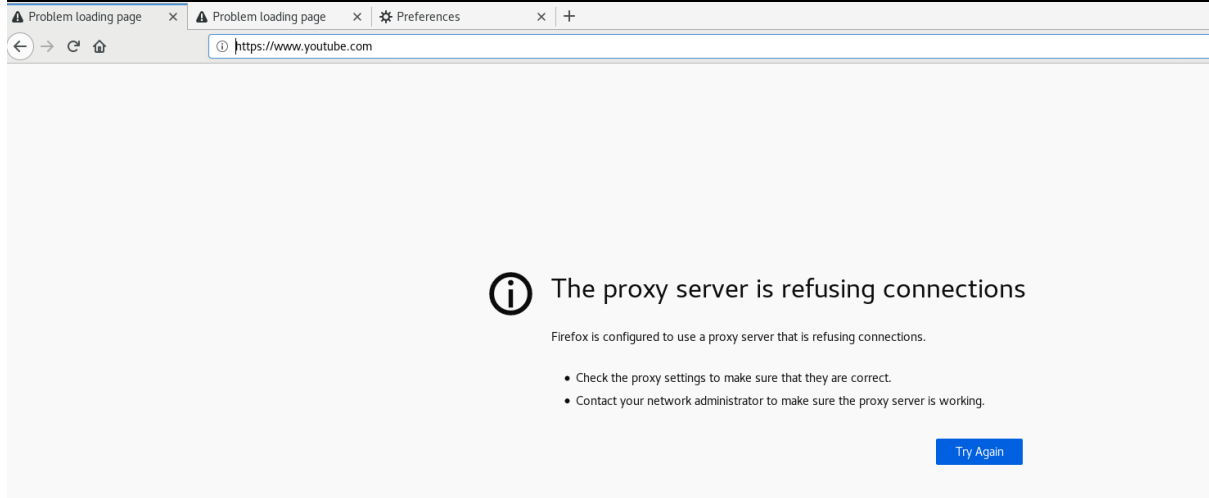 Problem loading page
Problem loading page
Preferences
https://www.youtube.com
The proxy server is refusing connections
Firefox is configured to use a proxy server that is refusing connections.
Check the proxy settings to make sure that they are correct.
Contact your network administrator to make sure the proxy server is working.
Try Again